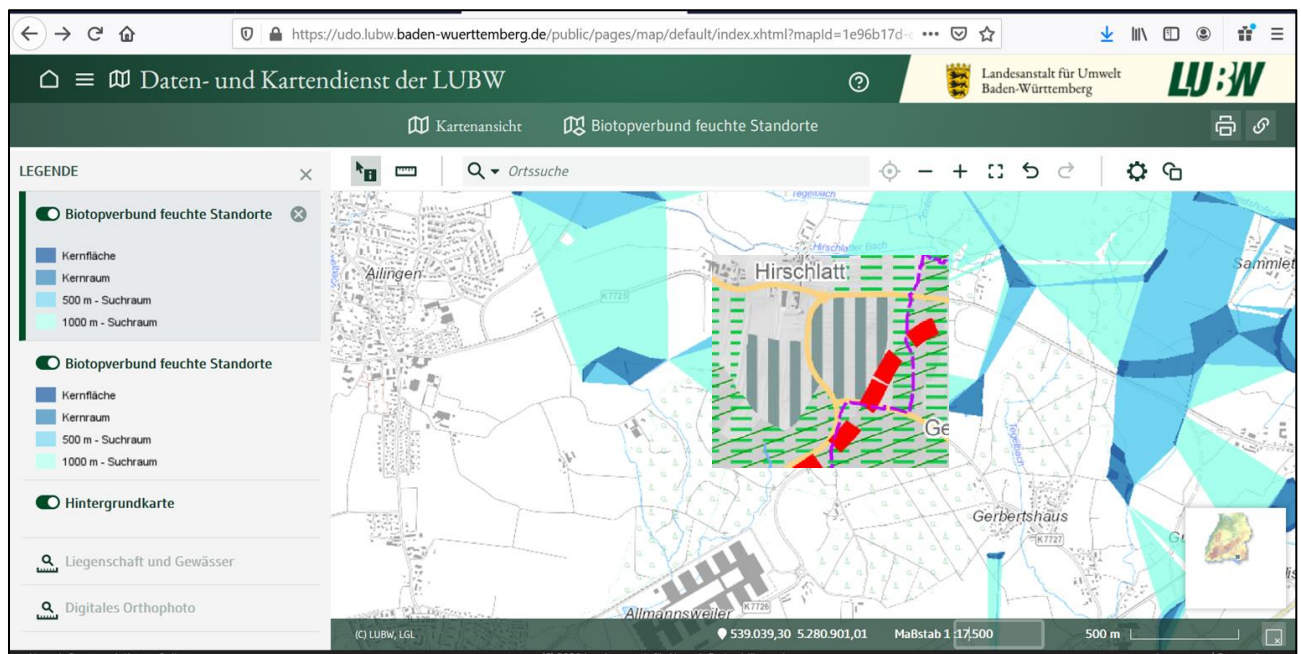 https://udo.lubw.baden-wuerttemberg.de/public/pages/map/default/index.xhtml?mapId=1e96b17d-
Daten- und Kartendienst der LUBW
Landesanstalt für Umwelt
Baden-Württemberg
LUBW
Kartenansicht
Biotopverbund feuchte Standorte
LEGENDE
Ortssuche
Biotopverbund feuchte Standorte
Kernfläche
Kernraum
500 m - Suchraum
1000 m - Suchraum
Biotopverbund feuchte Standorte
Kernfläche
Kernraum
500 m - Suchraum
1000 m - Suchraum
Hintergrundkarte
Liegenschaft und Gewässer
Digitales Orthophoto
Tegelbach
Hirschlatter Bach
Ailingen
Hirschlatt
Sammlet
K7725
Ge
Tegelbach
Gerbertshaus
K7727
Allmannsweiler
K7726
(C) LUBW, LGL
539.039,30 5.280.901,01
Maßstab 1 :17.500
500 m